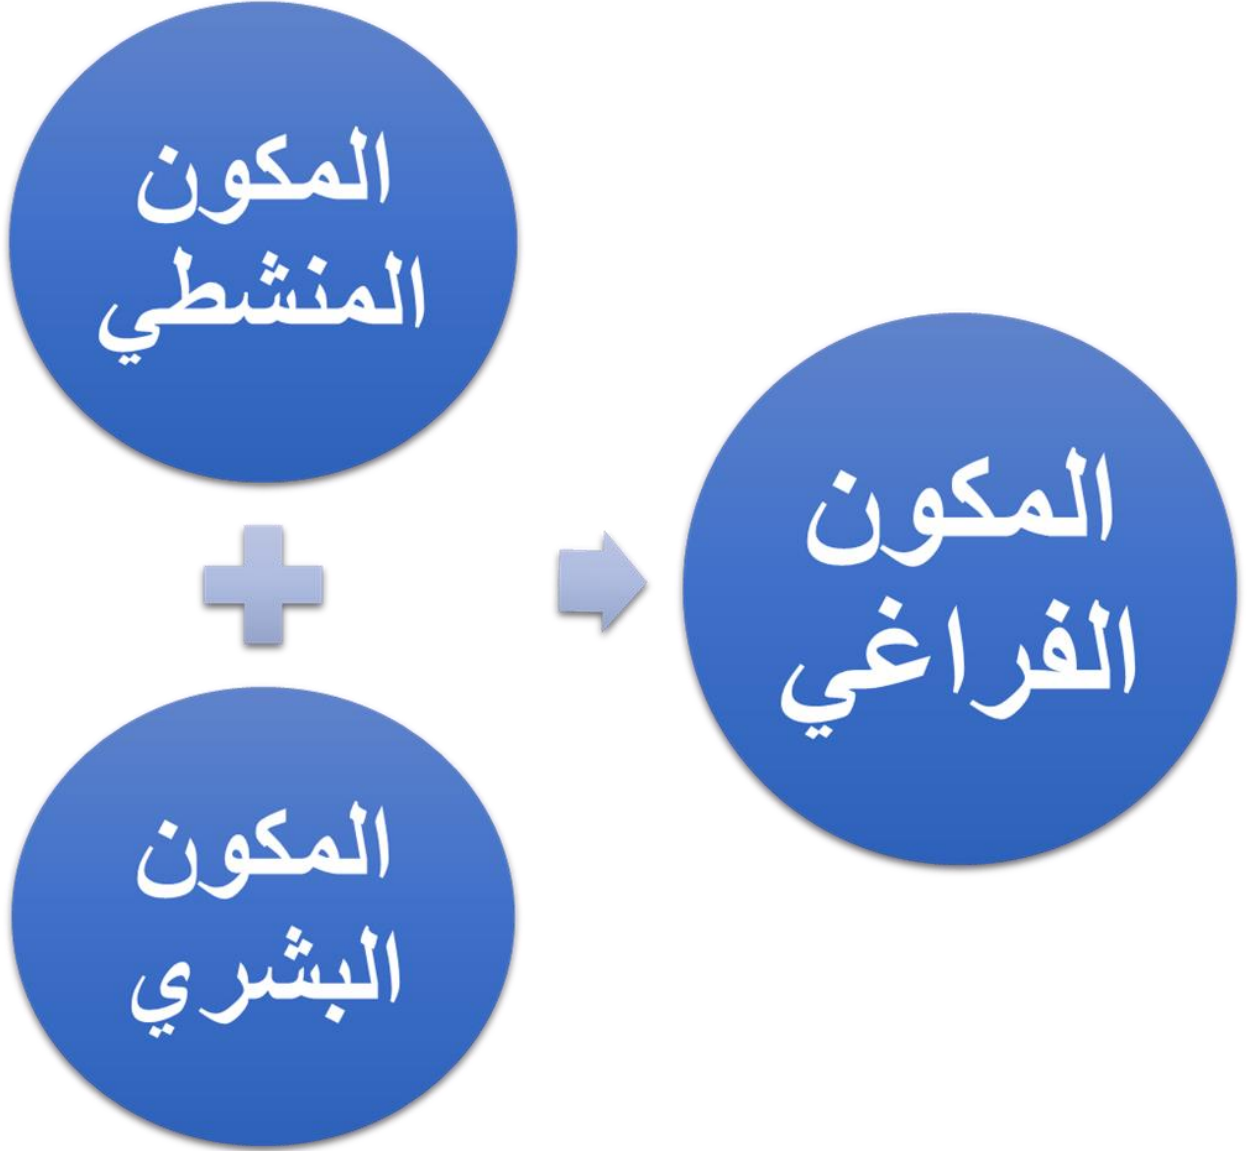 المكون
المنشطي
المكون
البشري
المكون
الفراغي